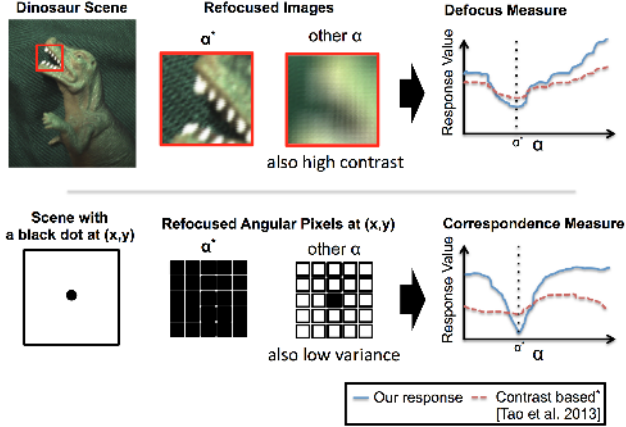 Dinosaur Scene
Refocused Images
Defocus Measure
α*
other α
also high contrast
Response Value
α*
α
Scene with
a black dot at (x,y)
Refocused Angular Pixels at (x,y)
Correspondence Measure
α*
other α
also low variance
Response Value
α*
α
Our response
Contrast based*
[Tao et al. 2013]